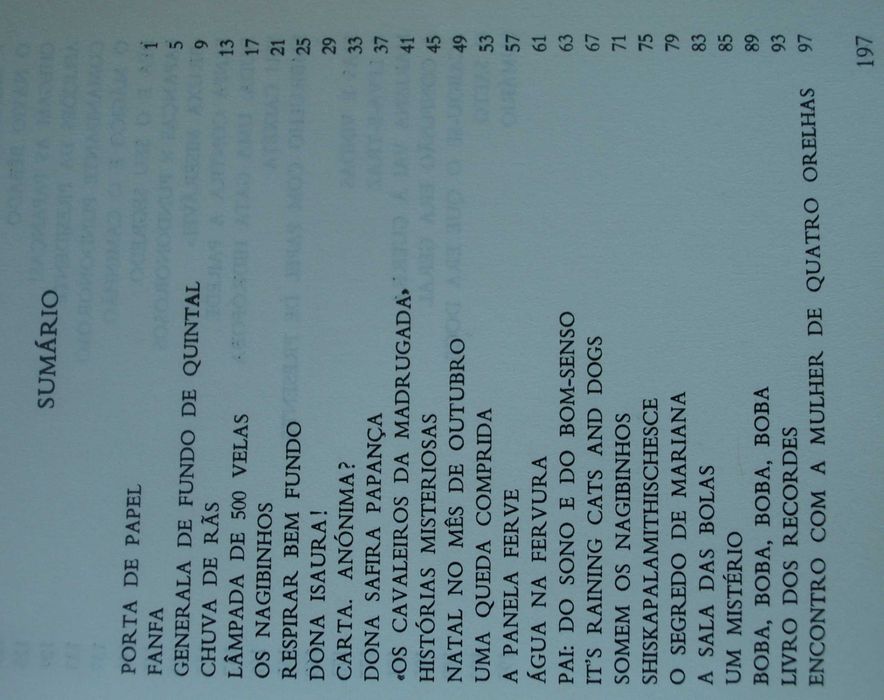 SUMÁRIO
PORTA DE PAPEL 1
FANFA 5
GENERALA DE FUNDO DE QUINTAL 9
CHUVA DE RÃS 13
LÂMPADA DE 500 VELAS 17
OS NAGIBINHOS 21
RESPIRAR BEM FUNDO 25
DONA ISAURA! 29
CARTA. ANÓNIMA? 33
DONA SAFIRA PAPANÇA 37
«OS CAVALEIROS DA MADRUGADA» 41
HISTÓRIAS MISTERIOSAS 45
NATAL NO MÊS DE OUTUBRO 49
UMA QUEDA COMPRIDA 53
A PANELA FERVE 57
ÁGUA NA FERVURA 61
PAI: DO SONO E DO BOM-SENSO 63
IT'S RAINING CATS AND DOGS 67
SOMEM OS NAGIBINHOS 71
SHISKAPALAMITHISCHESCE 75
O SEGREDO DE MARIANA 79
A SALA DAS BOLAS 83
UM MISTÉRIO 85
BOBA, BOBA, BOBA, BOBA 89
LIVRO DOS RECORDES 93
ENCONTRO COM A MULHER DE QUATRO ORELHAS 97
197